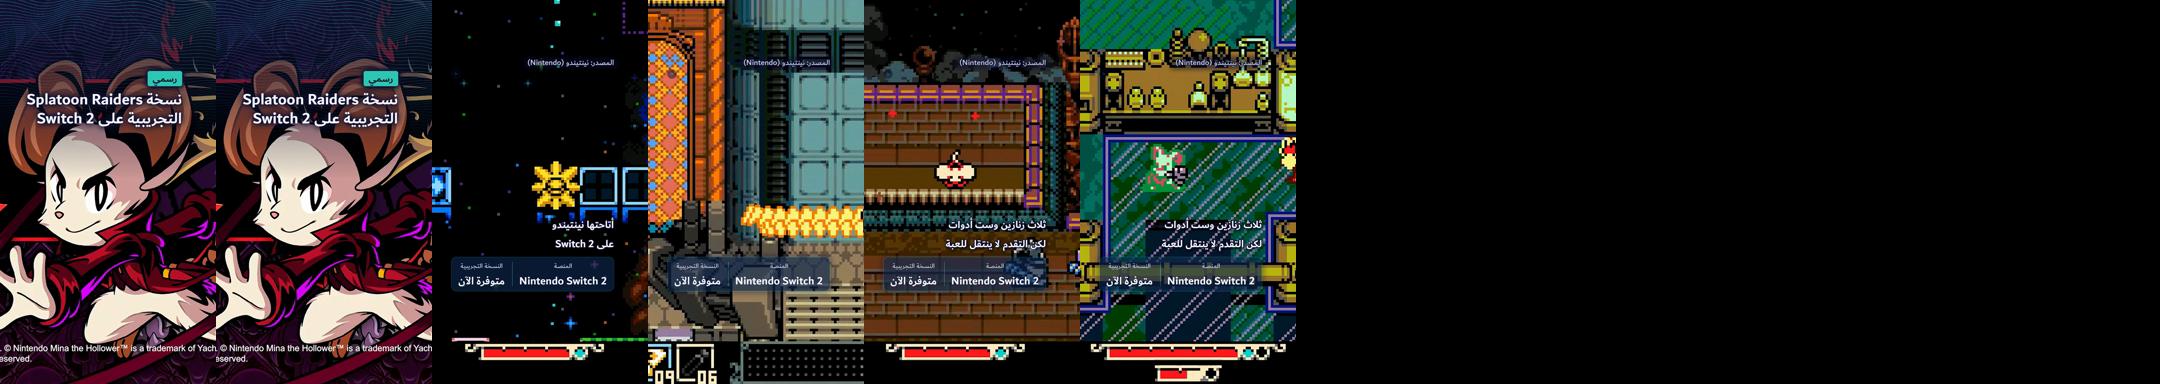 رسمي
نسخة Splatoon Raiders
التجريبية على Switch 2
. © Nintendo Mina the Hollower™ is a trademark of Yach
eserved.
رسمي
نسخة Splatoon Raiders
التجريبية على Switch 2
. © Nintendo Mina the Hollower™ is a trademark of Yach
eserved.
المصدر: نينتيندو (Nintendo)
أتاحتها نينتيندو
على Switch 2
المنصة
النسخة التجريبية
Nintendo Switch 2
متوفرة الآن
المصدر: نينتيندو (Nintendo)
المنصة
النسخة التجريبية
Nintendo Switch 2
متوفرة الآن
09 06
المصدر: نينتيندو (Nintendo)
ثلاث زنازين وست أدوات
لكن التقدم لا ينتقل للعبة
المنصة
النسخة التجريبية
Nintendo Switch 2
متوفرة الآن
المصدر: نينتيندو (Nintendo)
ثلاث زنازين وست أدوات
لكن التقدم لا ينتقل للعبة
المنصة
النسخة التجريبية
Nintendo Switch 2
متوفرة الآن